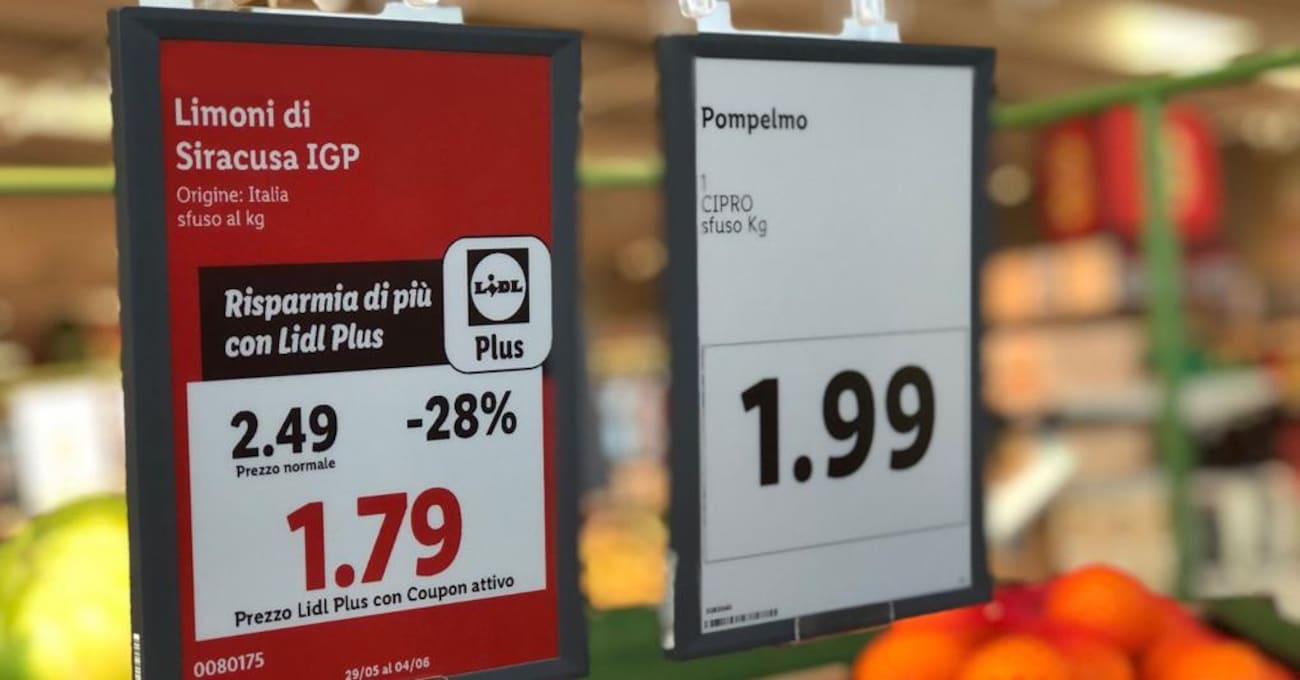 Limoni di
Siracusa IGP
Origine: Italia
sfuso al kg
Risparmia di più
con Lidl Plus
LIDL
Plus
2.49
-28%
Prezzo normale
1.79
Prezzo Lidl Plus con Coupon attivo
0080175
29/05 al 04/06
Pompelmo
1
CIPRO
sfuso Kg
1.99